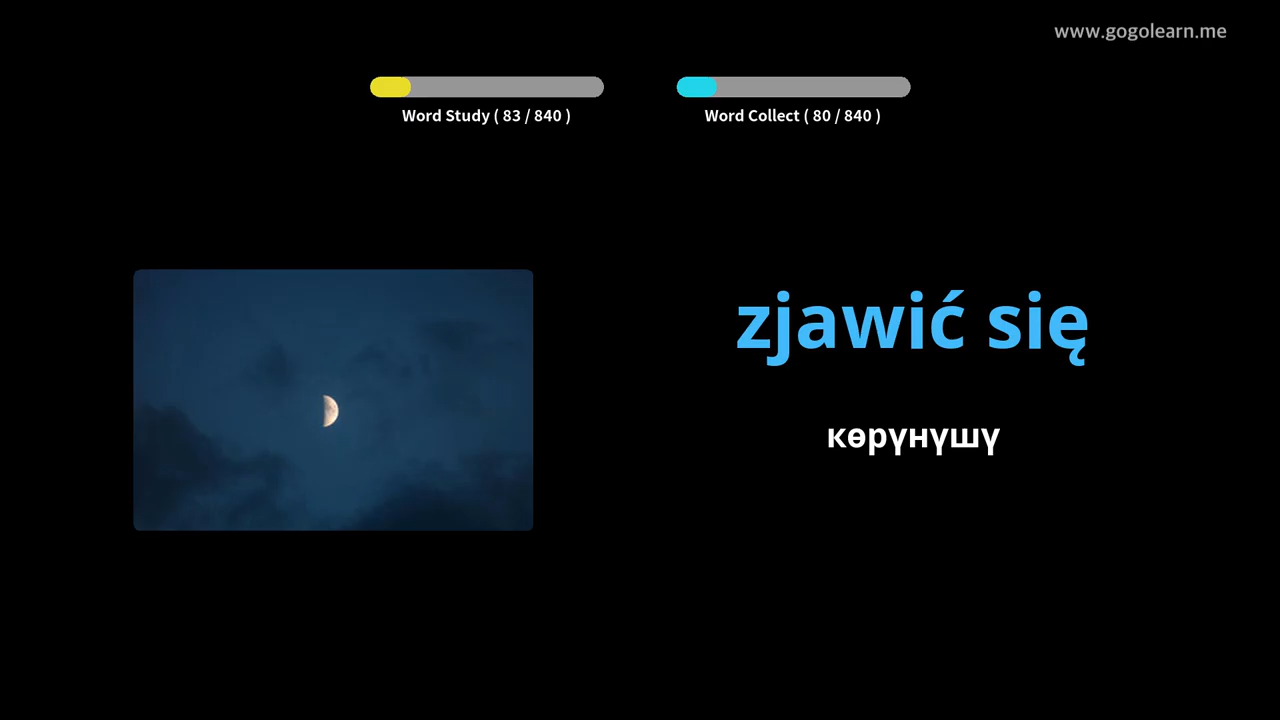 www.gogolearn.me
Word Study ( 83 / 840 )
Word Collect ( 80 / 840 )
zjawić się
көрүнүшү